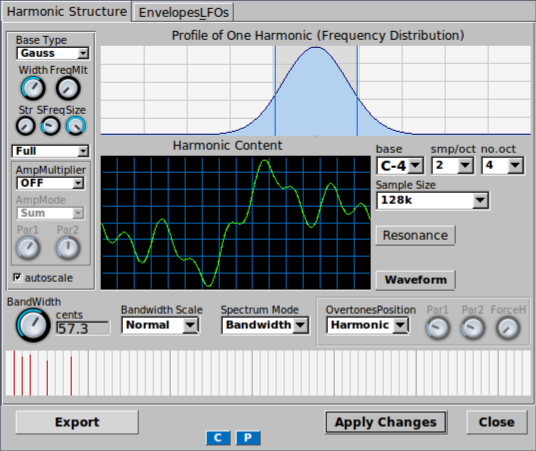 Harmonic Structure EnvelopesLFOs
Base Type
Gauss
Width FreqMlt
Str SFreq Size
Full
AmpMultiplier
OFF
AmpMode
Sum
Par1 Par2
autoscale
Profile of One Harmonic (Frequency Distribution)
Harmonic Content
base smp/oct no.oct
C-4 2 4
Sample Size
128k
Resonance
Waveform
BandWidth
cents
57.3
Bandwidth Scale
Normal
Spectrum Mode
Bandwidth
OvertonesPosition
Harmonic
Par1 Par2 ForceH
Export Apply Changes Close
C P